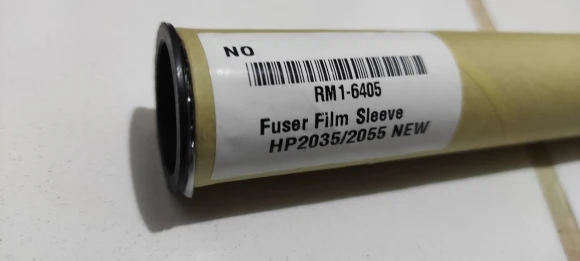 NO
RM1-6405
Fuser Film Sleeve
HP2035/2055 NEW